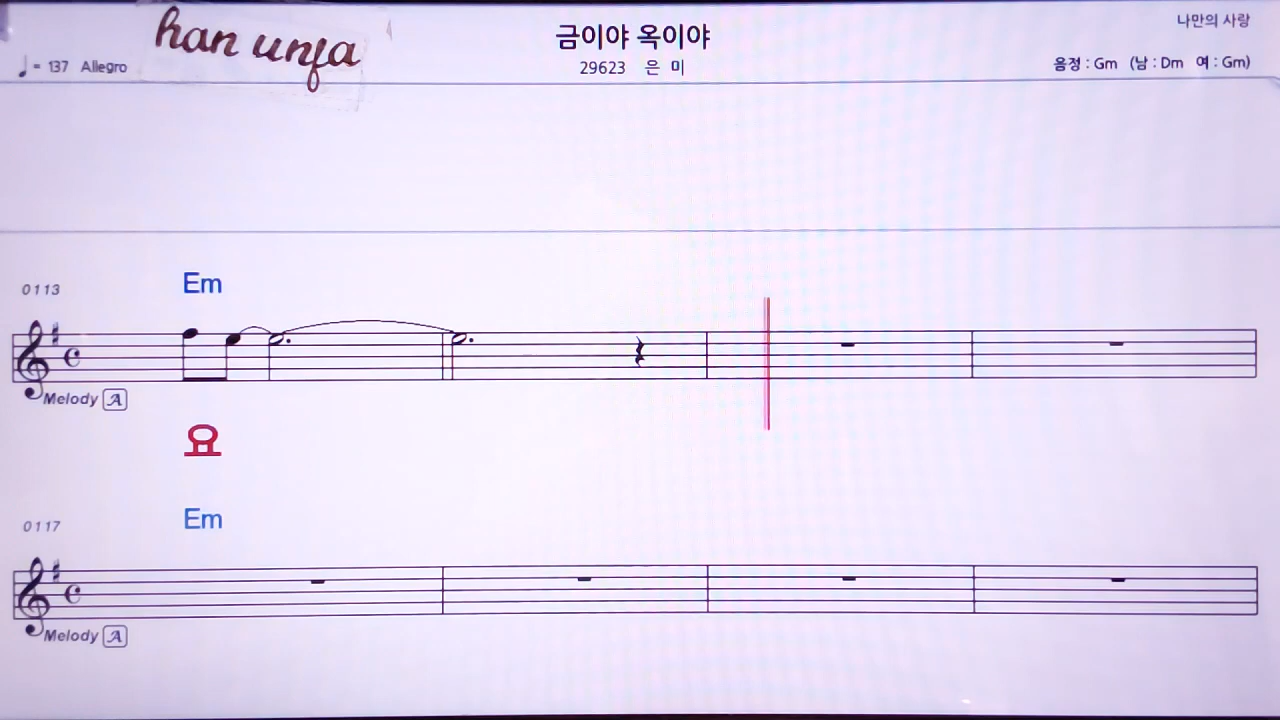 han unfa
금이야 옥이야
나만의 사랑
♩= 137 Allegro
29623 은 미
음정 : Gm (남 : Dm 여 : Gm)
0113
Em
Melody A
요
0117
Em
Melody A